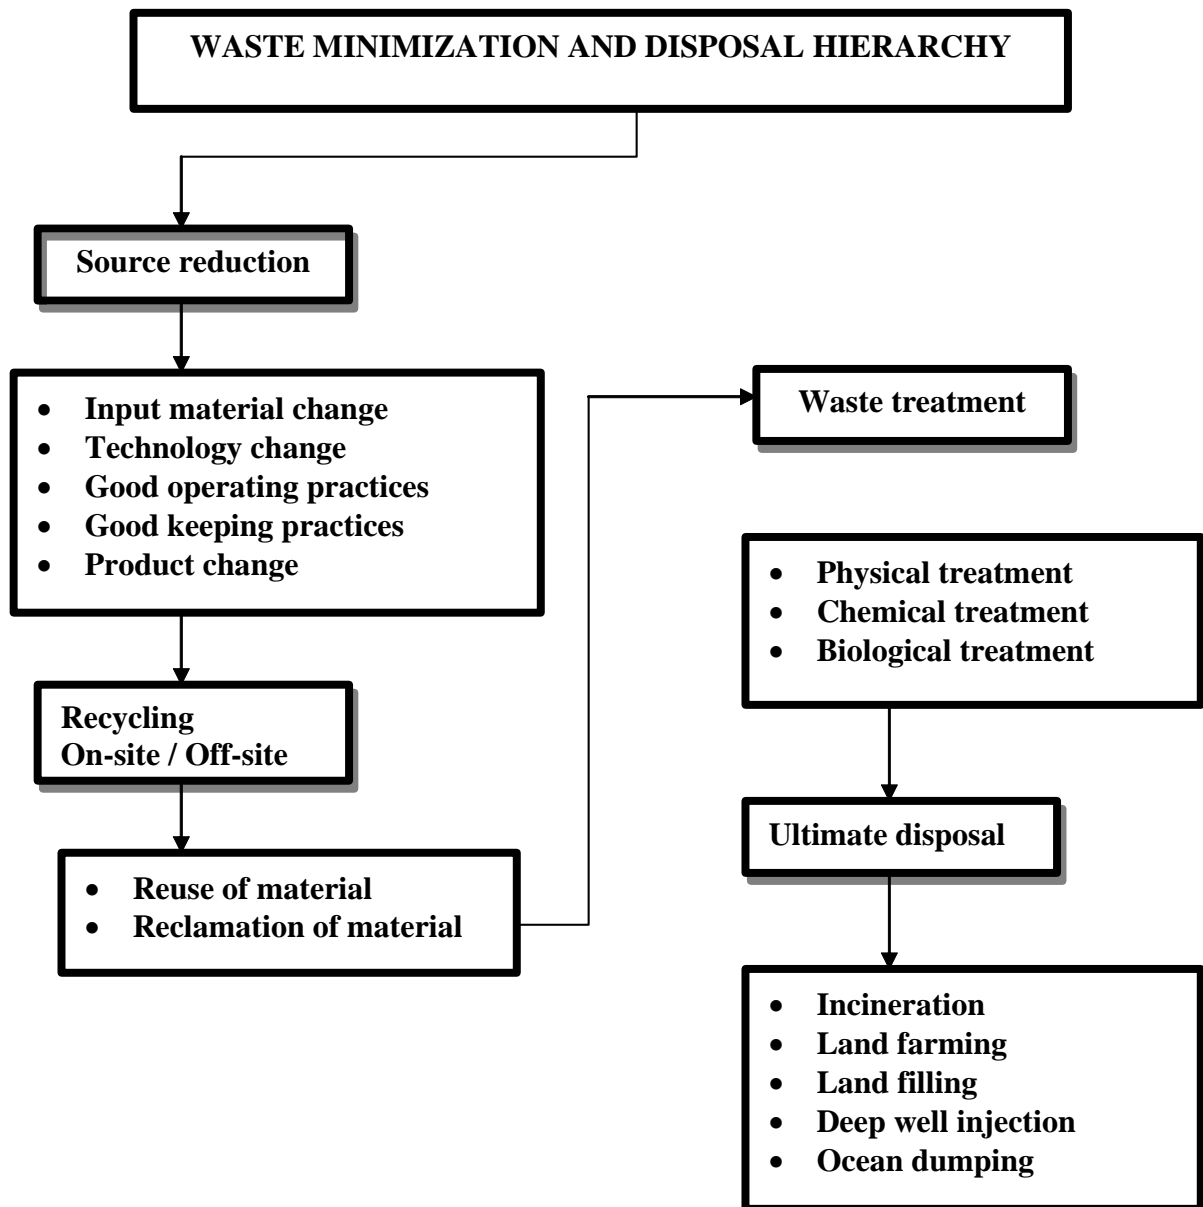 WASTE MINIMIZATION AND DISPOSAL HIERARCHY
Source reduction
• Input material change
• Technology change
• Good operating practices
• Good keeping practices
• Product change
Recycling
On-site / Off-site
• Reuse of material
• Reclamation of material
Waste treatment
• Physical treatment
• Chemical treatment
• Biological treatment
Ultimate disposal
• Incineration
• Land farming
• Land filling
• Deep well injection
• Ocean dumping